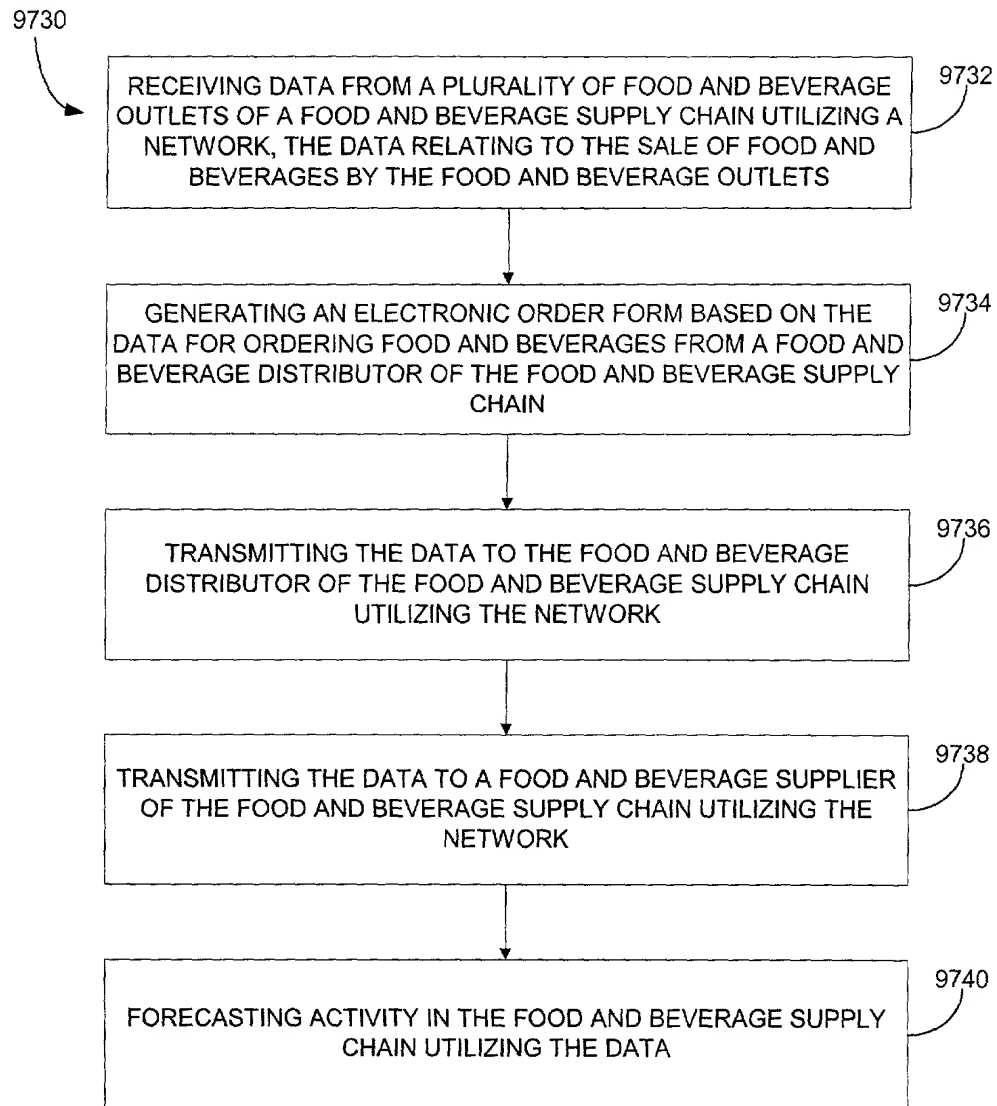 9730
RECEIVING DATA FROM A PLURALITY OF FOOD AND BEVERAGE
OUTLETS OF A FOOD AND BEVERAGE SUPPLY CHAIN UTILIZING A
NETWORK, THE DATA RELATING TO THE SALE OF FOOD AND
BEVERAGES BY THE FOOD AND BEVERAGE OUTLETS
9732
GENERATING AN ELECTRONIC ORDER FORM BASED ON THE
DATA FOR ORDERING FOOD AND BEVERAGES FROM A FOOD AND
BEVERAGE DISTRIBUTOR OF THE FOOD AND BEVERAGE SUPPLY
CHAIN
9734
TRANSMITTING THE DATA TO THE FOOD AND BEVERAGE
DISTRIBUTOR OF THE FOOD AND BEVERAGE SUPPLY CHAIN
UTILIZING THE NETWORK
9736
TRANSMITTING THE DATA TO A FOOD AND BEVERAGE SUPPLIER
OF THE FOOD AND BEVERAGE SUPPLY CHAIN UTILIZING THE
NETWORK
9738
FORECASTING ACTIVITY IN THE FOOD AND BEVERAGE SUPPLY
CHAIN UTILIZING THE DATA
9740